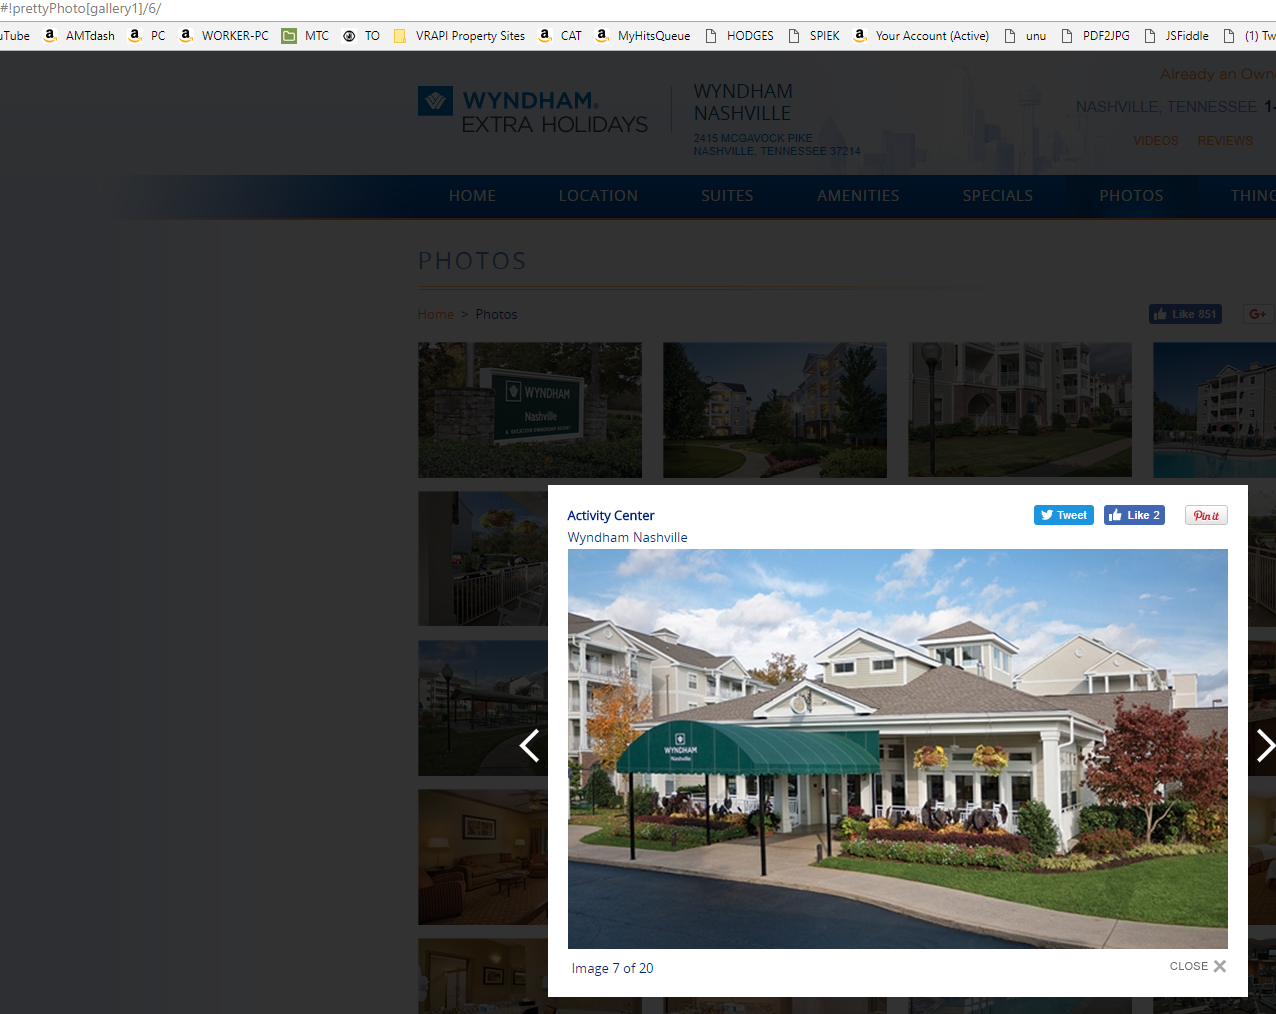 #!prettyPhoto[gallery1]/6/
uTube AMTdash PC WORKER-PC MTC TO VRAPI Property Sites CAT MyHitsQueue HODGES SPIEK Your Account (Active) unu PDF2JPG JSFiddle (1) Tw
Already an Own
WYNDHAM®
EXTRA HOLIDAYS
WYNDHAM
NASHVILLE
2415 MCGAVOCK PIKE
NASHVILLE, TENNESSEE 37214
NASHVILLE, TENNESSEE 1-
VIDEOS REVIEWS
HOME LOCATION SUITES AMENITIES SPECIALS PHOTOS THING
PHOTOS
Home > Photos
Like 851
G+
WYNDHAM
Nashville
A VACATION OWNERSHIP RESORT
Activity Center
Tweet Like 2 Pin it
Wyndham Nashville
WYNDHAM
Nashville
Image 7 of 20
CLOSE